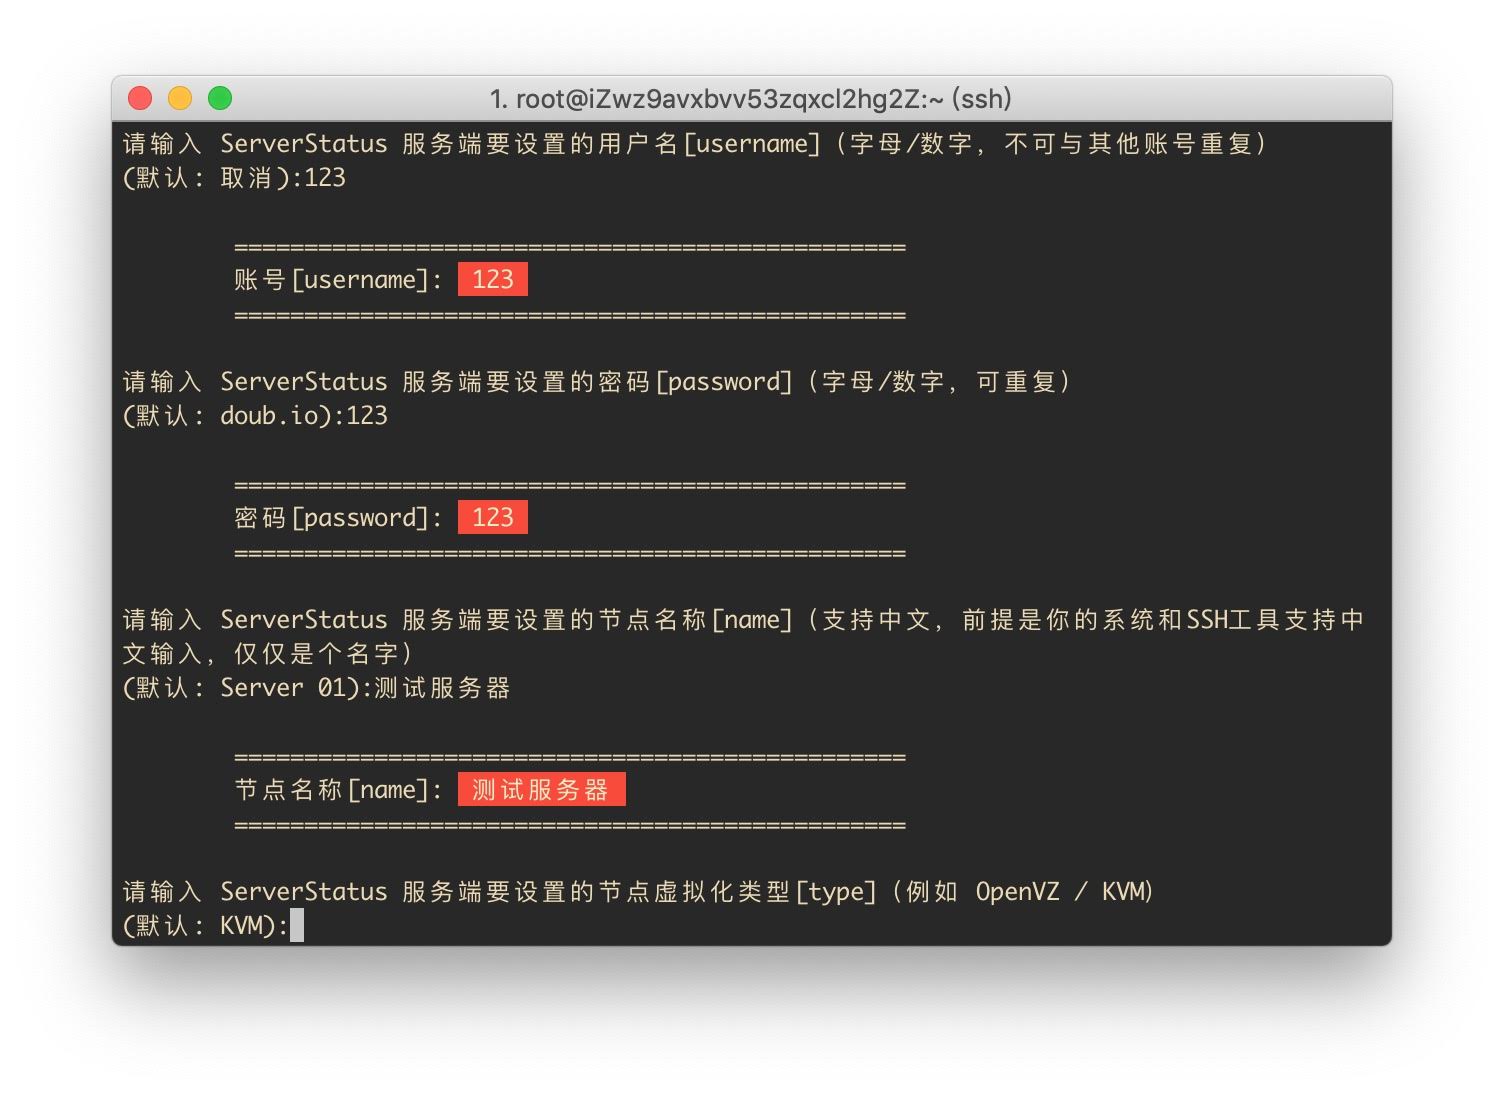 1. root@iZwz9avxbvv53zqxcl2hg2Z:~ (ssh)
请输入 ServerStatus 服务端要设置的用户名[username]（字母/数字，不可与其他账号重复）
(默认: 取消):123
================================================
账号[username]: 123
================================================
请输入 ServerStatus 服务端要设置的密码[password]（字母/数字，可重复）
(默认: doub.io):123
================================================
密码[password]: 123
================================================
请输入 ServerStatus 服务端要设置的节点名称[name]（支持中文，前提是你的系统和SSH工具支持中
文输入，仅仅是个名字）
(默认: Server 01):测试服务器
================================================
节点名称[name]: 测试服务器
================================================
请输入 ServerStatus 服务端要设置的节点虚拟化类型[type]（例如 OpenVZ / KVM）
(默认: KVM):